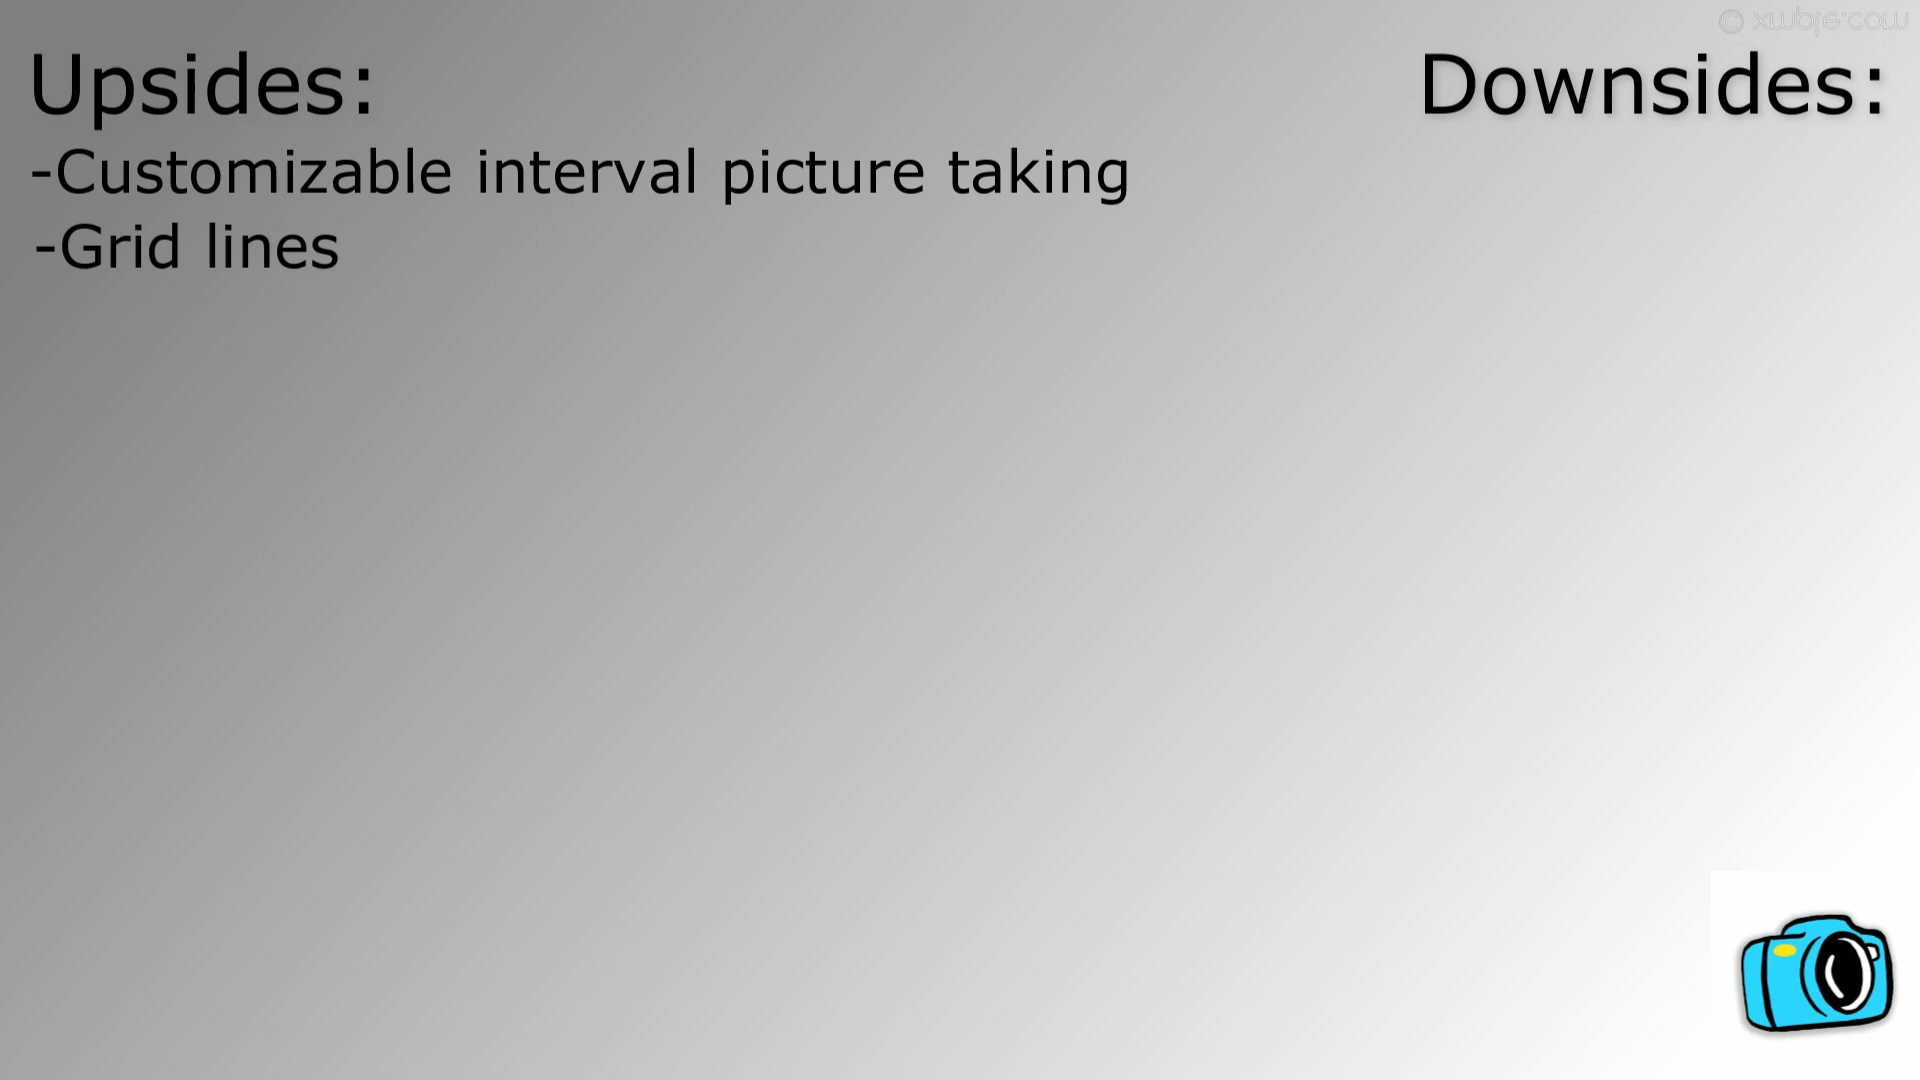 Upsides:
Downsides:
-Customizable interval picture taking
-Grid lines